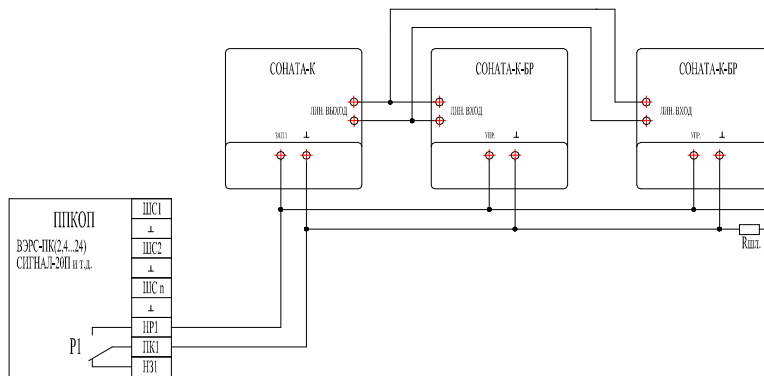 СОНАТА-К
СОНАТА-К-БР
СОНАТА-К-БР
ЛИН. ВЫХОД
ЛИН. ВХОД
ЛИН. ВХОД
ЗАП.1
⊥
УПР.
⊥
УПР.
⊥
ППКОП
ВЭРС-ПК(2,4...24)
СИГНАЛ-20П и т.д.
ШС1
⊥
ШС2
⊥
ШС n
⊥
НР1
ПК1
НЗ1
Р1
Rшл.